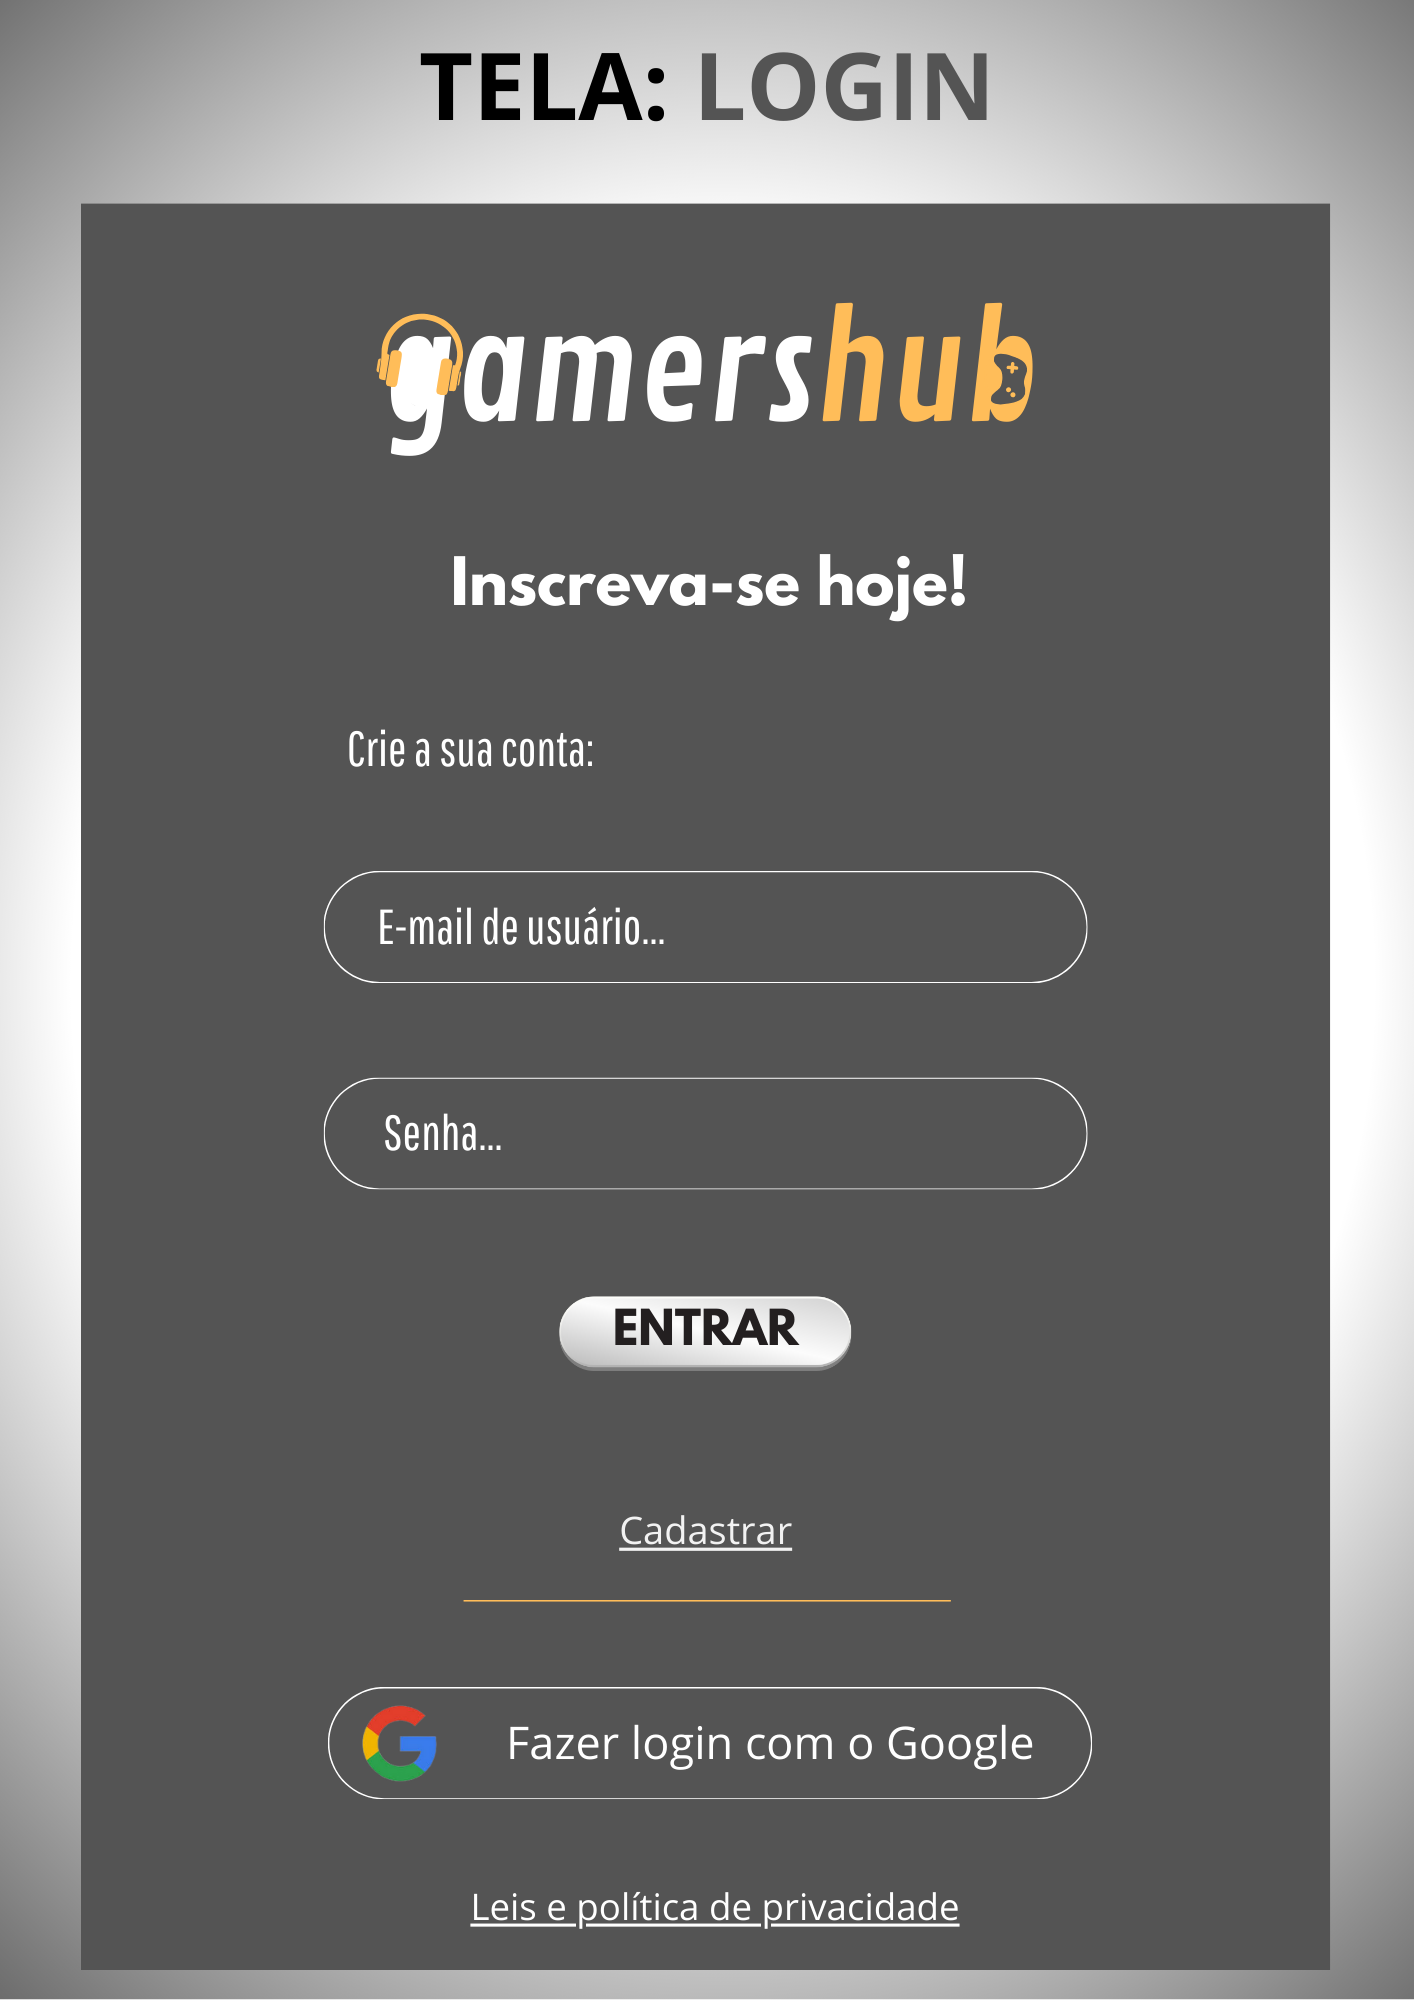 TELA: LOGIN
gamershub
Inscreva-se hoje!
Crie a sua conta:
E-mail de usuário...
Senha...
ENTRAR
Cadastrar
Fazer login com o Google
Leis e política de privacidade